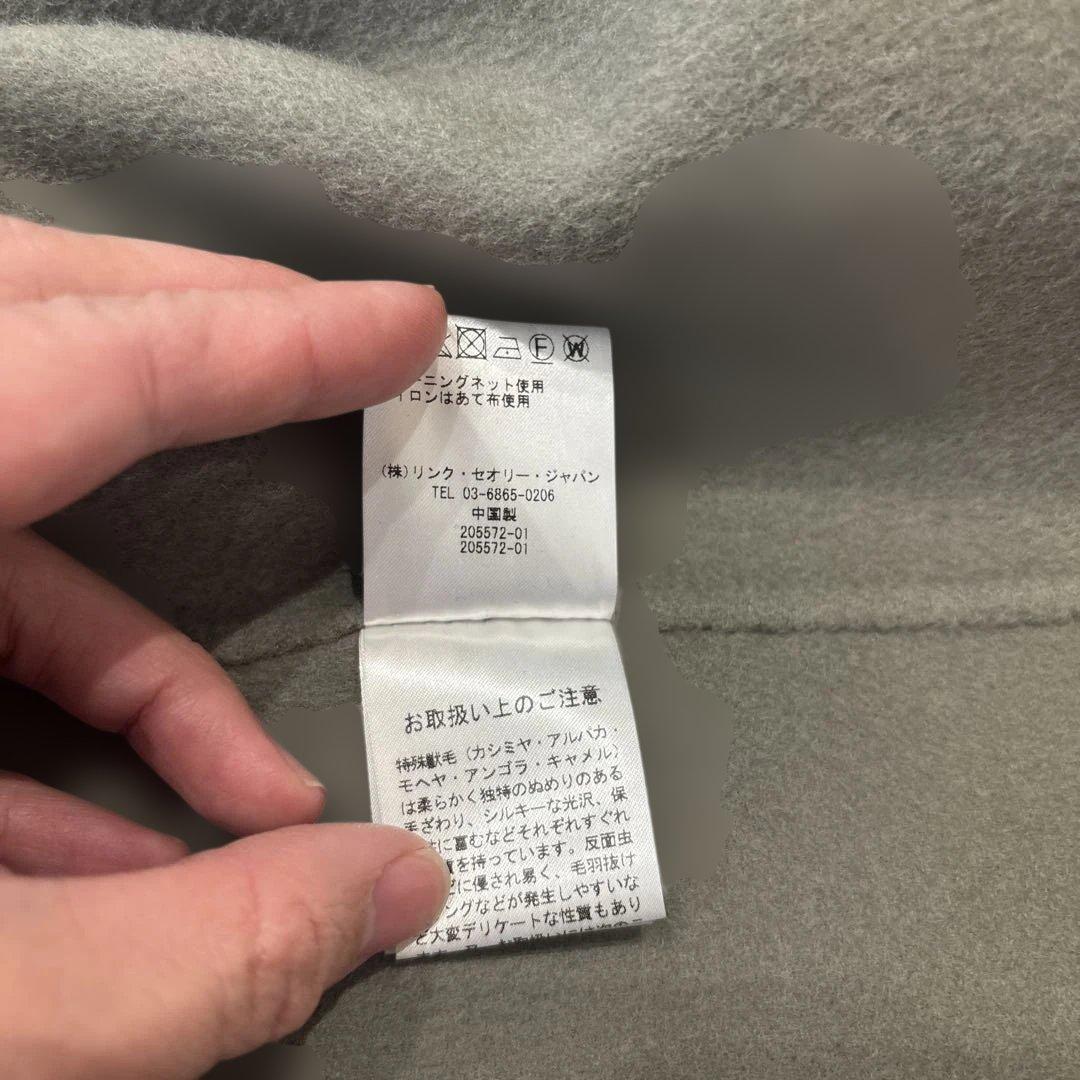 F W
ーニングネット使用
イロンはあて布使用
(株)リンク・セオリー・ジャパン
TEL 03-6865-0206
中国製
205572-01
205572-01
お取扱い上のご注意
特殊獣毛(カシミヤ・アルパカ・
モヘヤ・アンゴラ・キャメル)
は柔らかく独特のぬめりのある
毛ざわり、シルキーな光沢、保
に富むなどそれぞれすぐれ
を持っています。反面虫
に優され易く、毛羽抜け
ングなどが発生しやすいな
ど大変デリケートな性質もあり